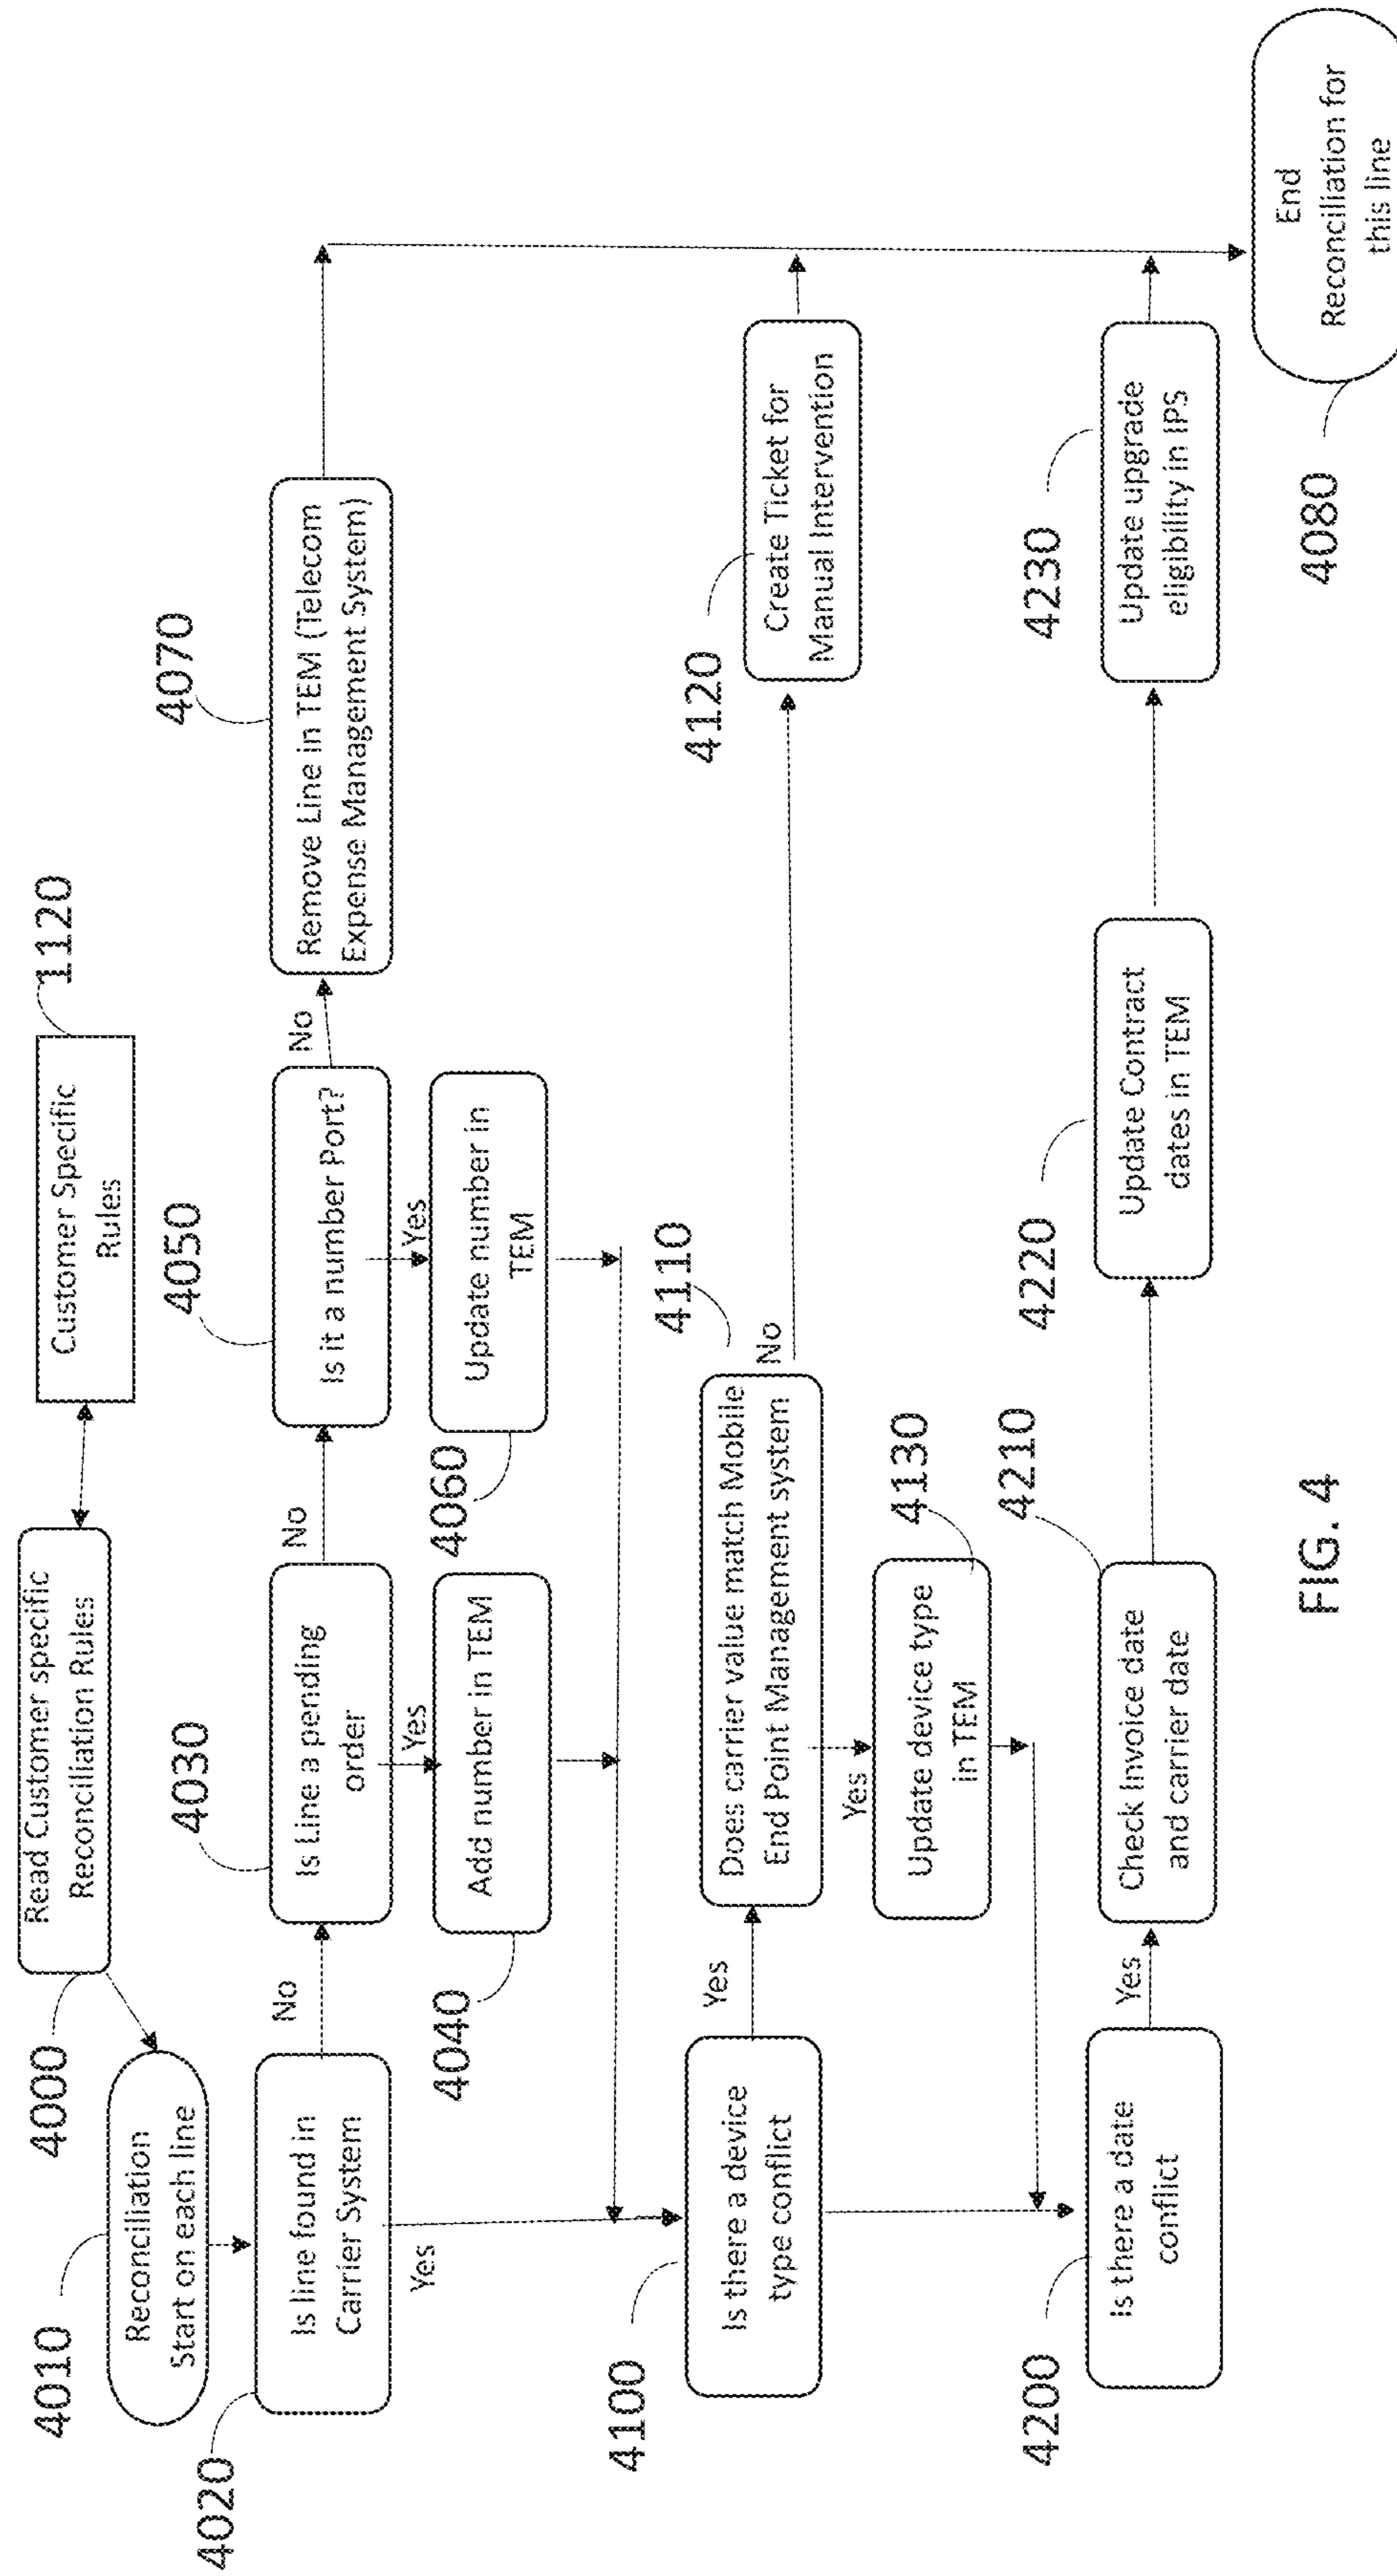 4000
Read Customer specific
Reconciliation Rules
Customer Specific
Rules
1120
4010
Reconciliation
Start on each line
4020
Is line found in
Carrier System
No
Yes
4030
Is Line a pending
order
No
Yes
4040
Add number in TEM
4050
Is it a number Port?
No
Yes
4060
Update number in
TEM
4070
Remove Line in TEM (Telecom
Expense Management System)
4100
Is there a device
type conflict
Yes
4110
Does carrier value match Mobile
End Point Management system
No
Yes
4120
Create Ticket for
Manual Intervention
4130
Update device type
in TEM
4200
Is there a date
conflict
Yes
4210
Check Invoice date
and carrier date
4220
Update Contract
dates in TEM
4230
Update upgrade
eligibility in IPS
4080
End
Reconciliation for
this line
FIG. 4